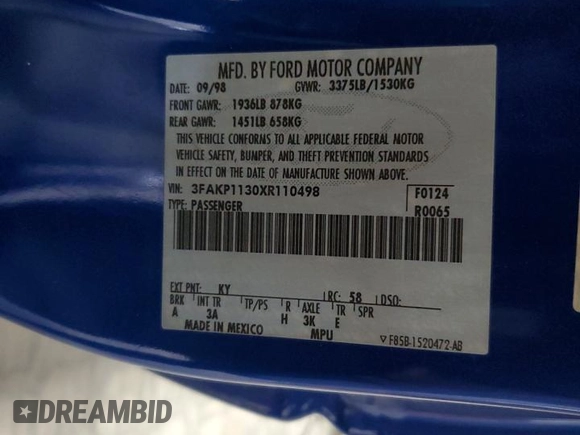 MFD. BY FORD MOTOR COMPANY
DATE: 09/98 GVWR: 3375LB/1530KG
FRONT GAWR: 1936LB 878KG
REAR GAWR: 1451LB 658KG
THIS VEHICLE CONFORMS TO ALL APPLICABLE FEDERAL MOTOR
VEHICLE SAFETY, BUMPER, AND THEFT PREVENTION STANDARDS
IN EFFECT ON THE DATE OF MANUFACTURE SHOWN ABOVE.
VIN: 3FAKP1130XR110498 F0124
TYPE: PASSENGER R0065
EXT PNT: KY RC: 58 DSO:
BRK INT TR TP/PS R AXLE TR SPR
A 3A H 3K E
MADE IN MEXICO MPU
▽ F85B-1520472-AB
DREAMBID